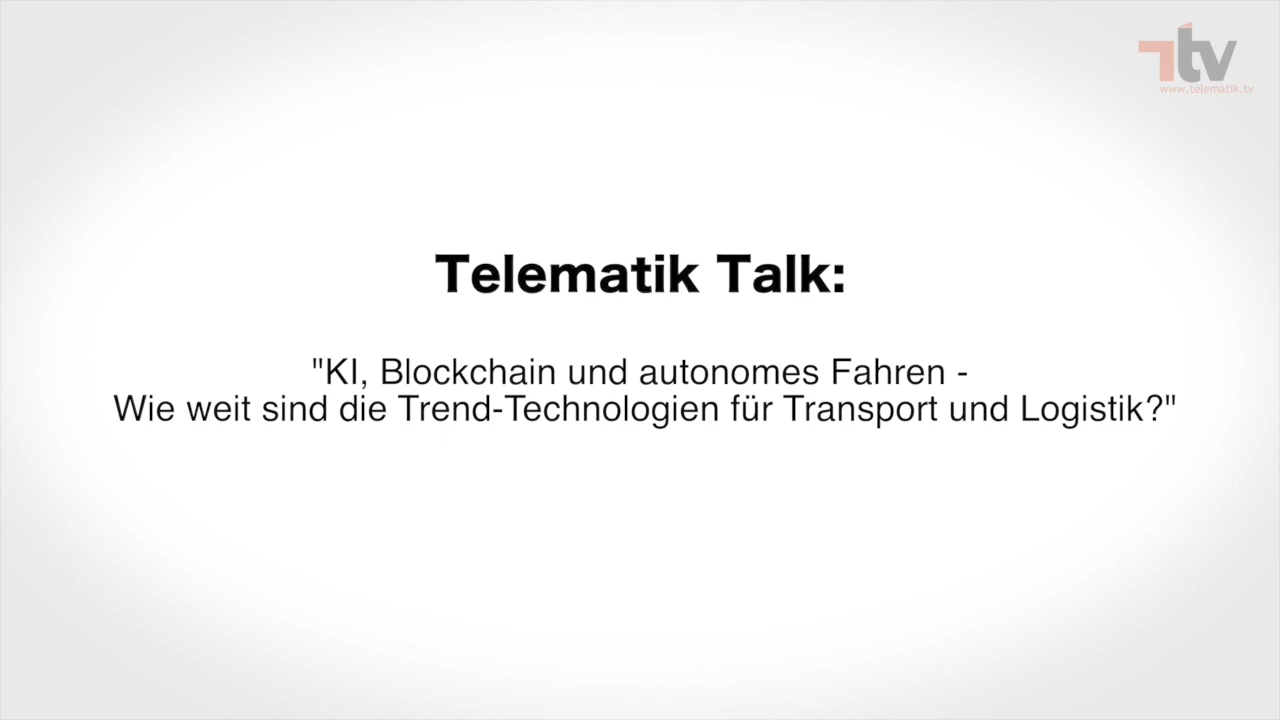 tv
www.telematik.tv
Telematik Talk:
"KI, Blockchain und autonomes Fahren -
Wie weit sind die Trend-Technologien für Transport und Logistik?"